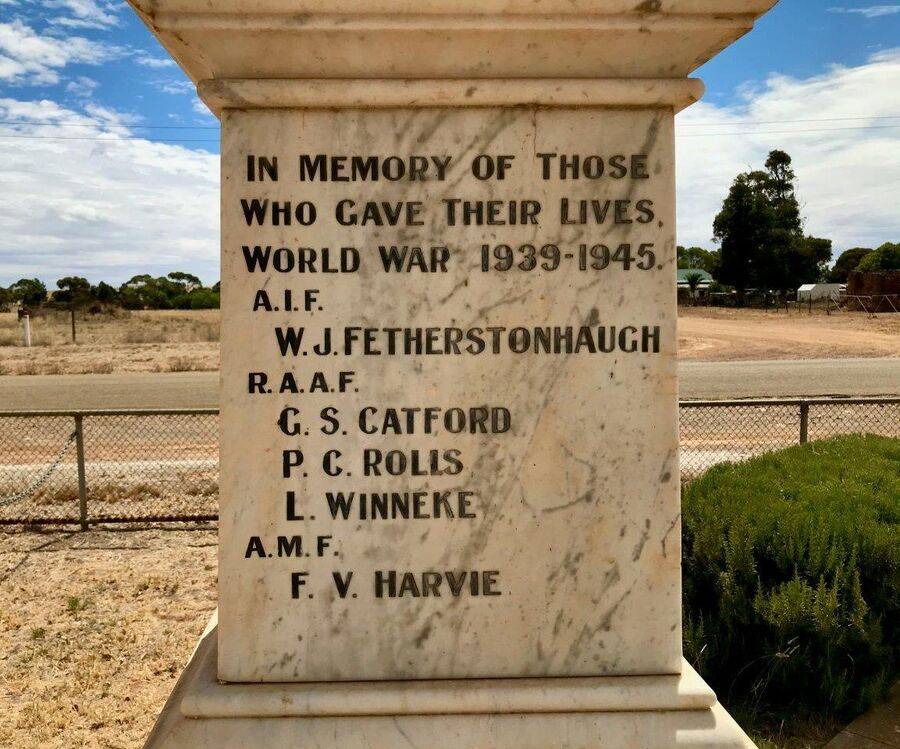 IN MEMORY OF THOSE
WHO GAVE THEIR LIVES.
WORLD WAR 1939-1945.
A.I.F.
W.J.FETHERSTONHAUGH
R.A.A.F.
G. S. CATFORD
P. C. ROLLS
L. WINNEKE
A.M.F.
F. V. HARVIE